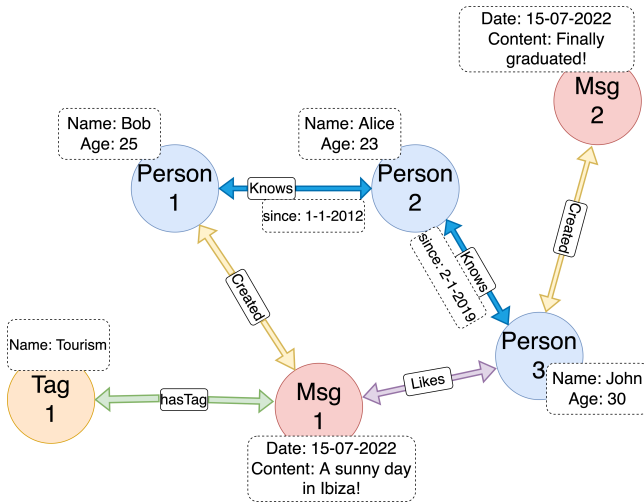 Date: 15-07-2022
Content: Finally
graduated!
Msg
2
Name: Bob
Age: 25
Name: Alice
Age: 23
Person
1
Knows
since: 1-1-2012
Person
2
Created
since: 2-1-2019
Knows
Created
Name: Tourism
Tag
1
hasTag
Msg
1
Likes
Person
3
Name: John
Age: 30
Date: 15-07-2022
Content: A sunny day
in Ibiza!